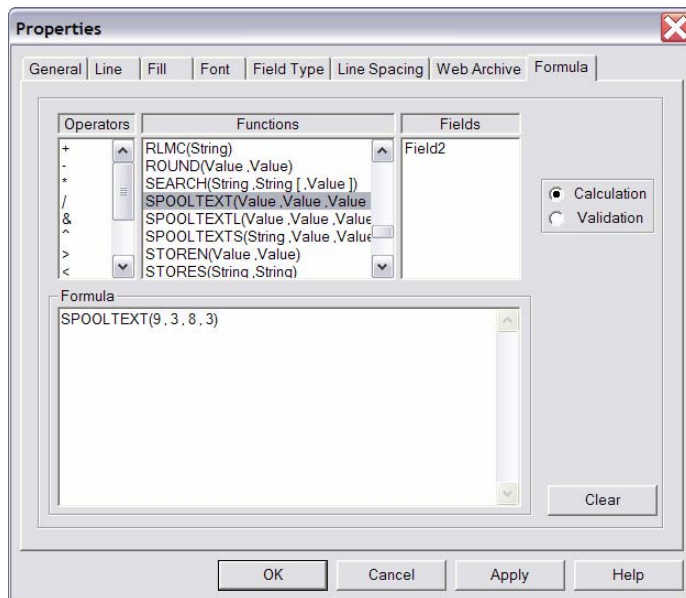 Properties
General Line Fill Font Field Type Line Spacing Web Archive Formula
Operators Functions Fields
+
-
*
/
&
^
>
<
RLMC(String)
ROUND(Value ,Value)
SEARCH(String ,String [ ,Value ])
SPOOLTEXT(Value ,Value ,Value
SPOOLTEXTL(Value ,Value ,Value
SPOOLTEXTS(String ,Value ,Value
STOREN(Value ,Value)
STORES(String ,String)
Field2
Calculation
Validation
Formula
SPOOLTEXT(9 , 3 , 8 , 3)
Clear
OK Cancel Apply Help